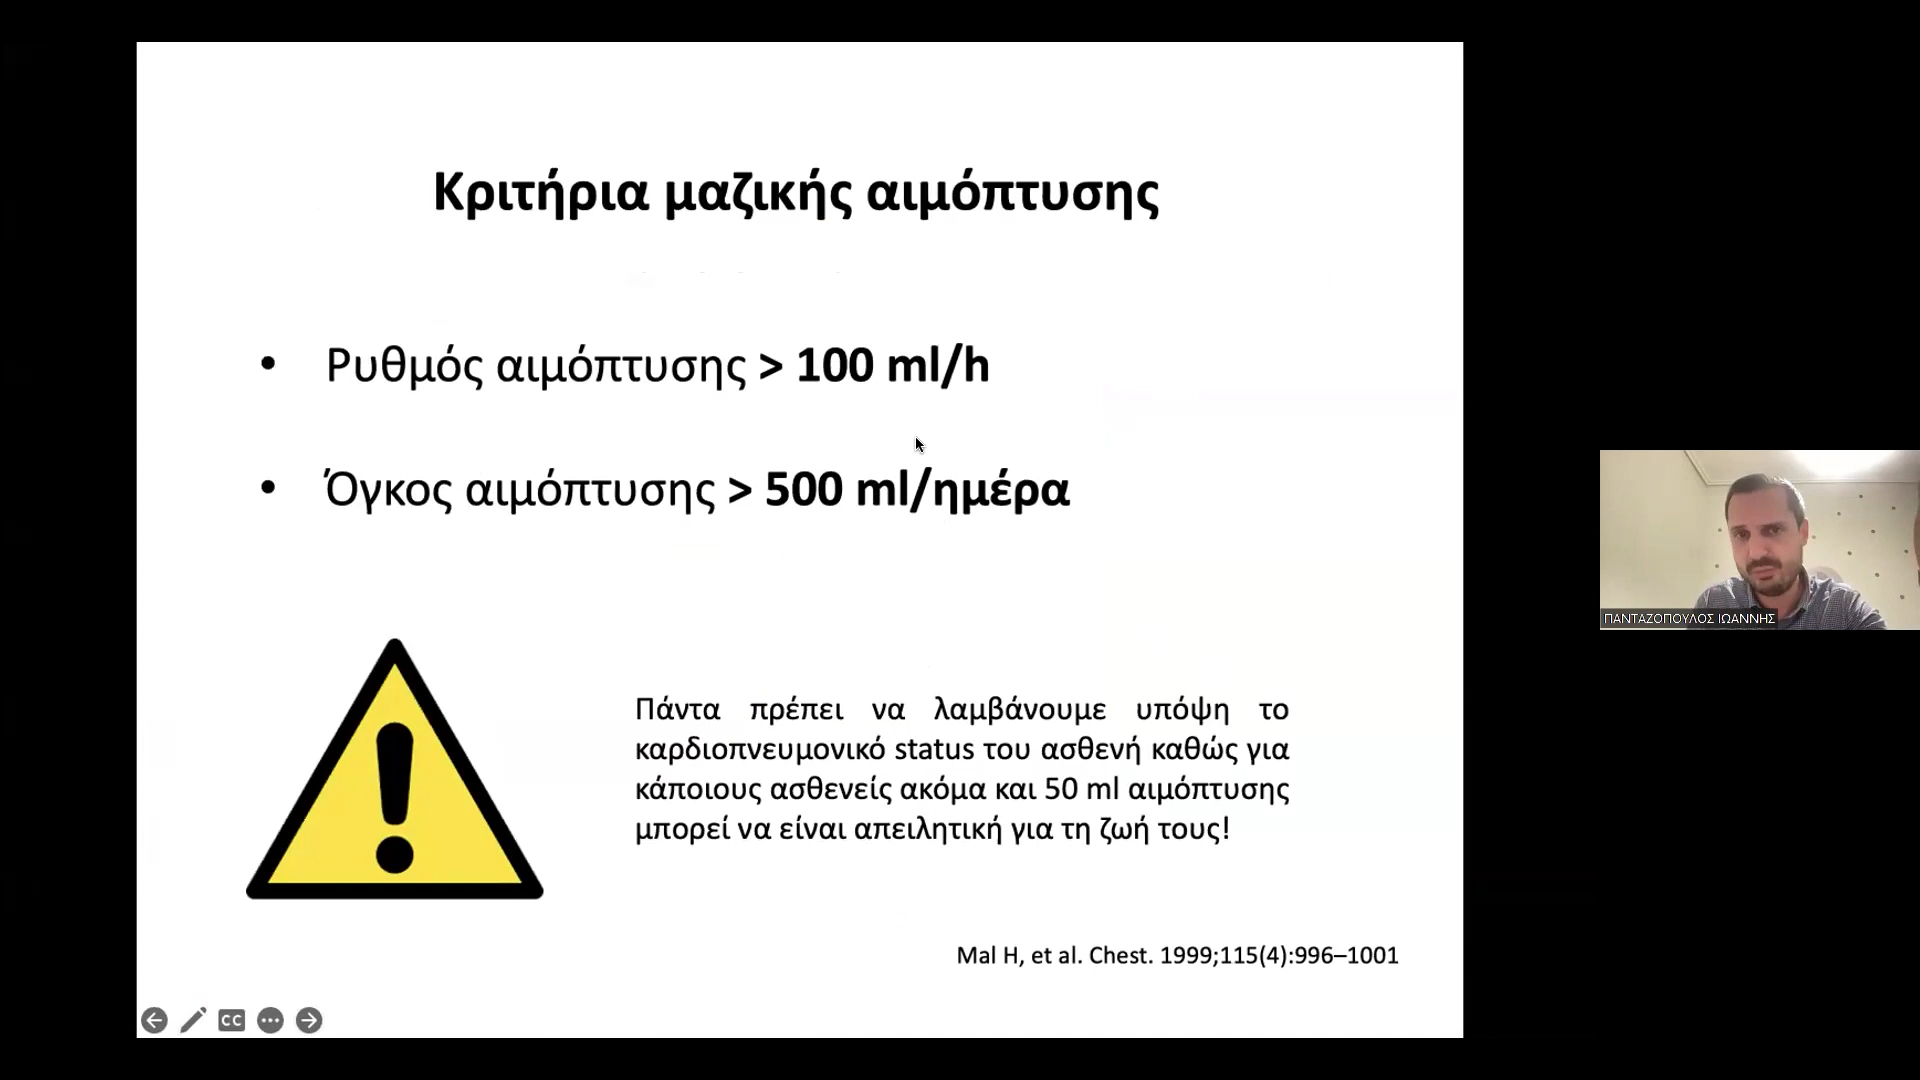 Κριτήρια μαζικής αιμόπτυσης
• Ρυθμός αιμόπτυσης > 100 ml/h
• Όγκος αιμόπτυσης > 500 ml/ημέρα
Πάντα πρέπει να λαμβάνουμε υπόψη το
καρδιοπνευμονικό status του ασθενή καθώς για
κάποιους ασθενείς ακόμα και 50 ml αιμόπτυσης
μπορεί να είναι απειλητική για τη ζωή τους!
Mal H, et al. Chest. 1999;115(4):996–1001
CC
ΠΑΝΤΑΖΟΠΟΥΛΟΣ ΙΩΑΝΝΗΣ